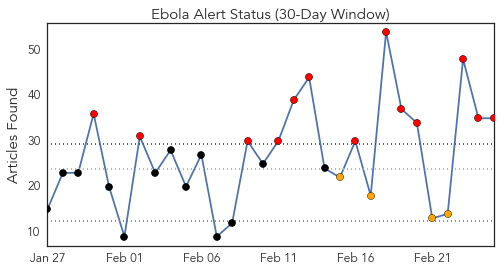 Ebola Alert Status (30-Day Window)
Articles Found
50
40
30
20
10
Jan 27 Feb 01 Feb 06 Feb 11 Feb 16 Feb 21